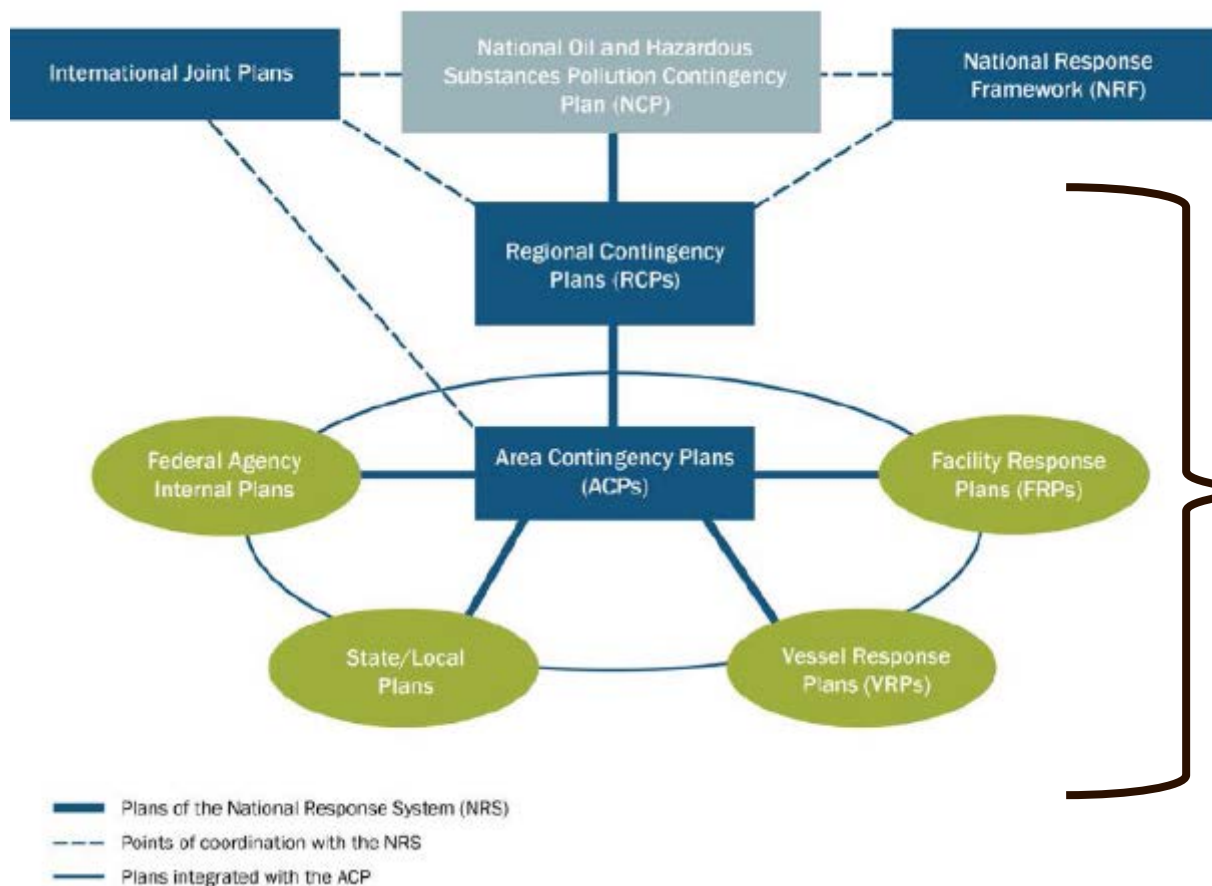 International Joint Plans
National Oil and Hazardous
Substances Pollution Contingency
Plan (NCP)
National Response
Framework (NRF)
Regional Contingency
Plans (RCPs)
Federal Agency
Internal Plans
Area Contingency Plans
(ACPs)
Facility Response
Plans (FRPs)
State/Local
Plans
Vessel Response
Plans (VRPs)
Plans of the National Response System (NRS)
Points of coordination with the NRS
Plans integrated with the ACP